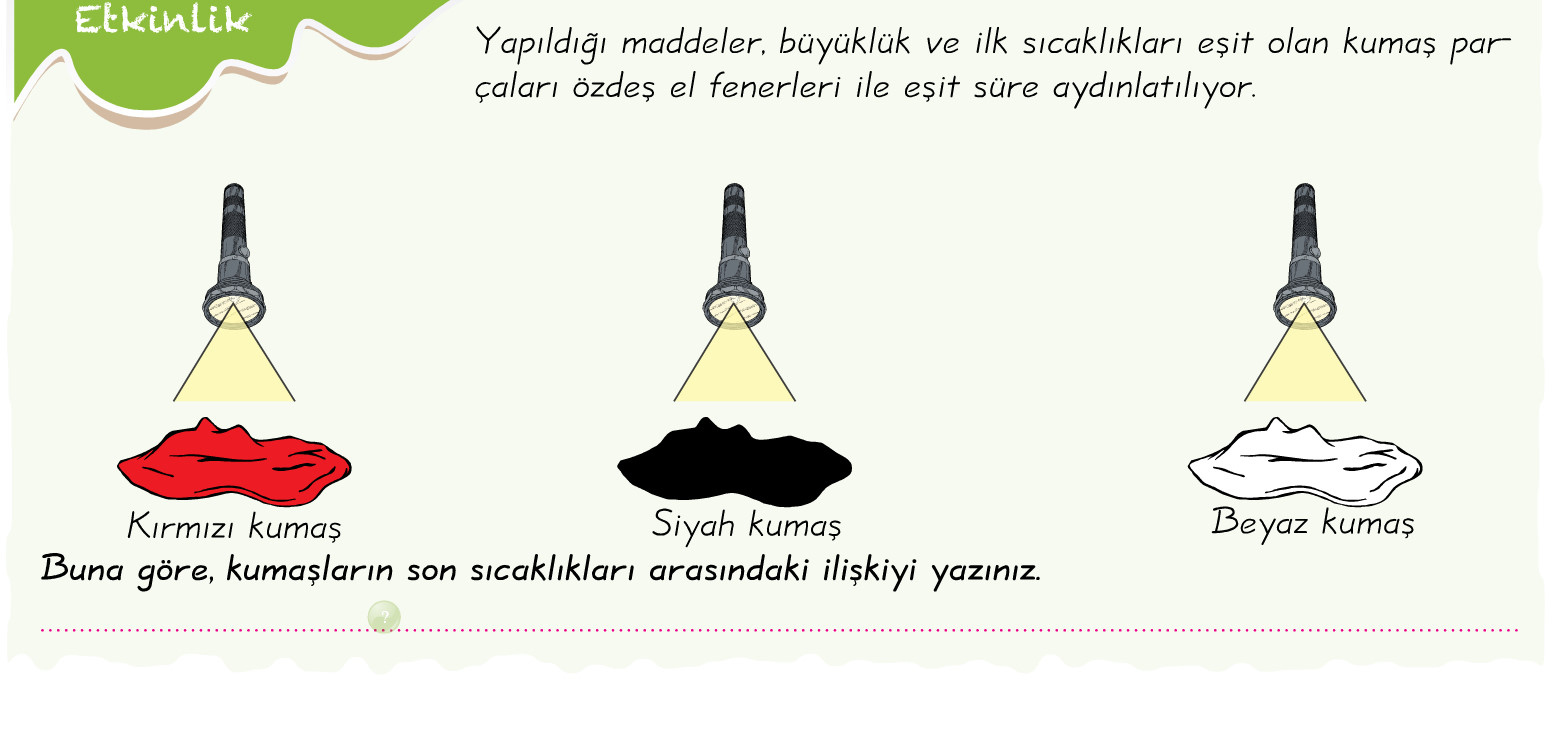 Etkinlik
Yapıldığı maddeler, büyüklük ve ilk sıcaklıkları eşit olan kumaş par-
çaları özdeş el fenerleri ile eşit süre aydınlatılıyor.
Kırmızı kumaş
Siyah kumaş
Beyaz kumaş
Buna göre, kumaşların son sıcaklıkları arasındaki ilişkiyi yazınız.
?